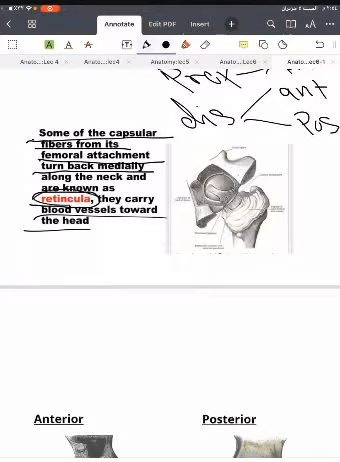 Annotate
Edit PDF
Insert
Anato...Lec 4
Anatom:lec4
Anatomy:lec5
Anato...Lec6
Anato...ec6-1
prox
ant
dis
Pos
Some of the capsular
fibers from its
femoral attachment
turn back medially
along the neck and
are known as
retincula, they carry
blood vessels toward
the head
Anterior
Posterior